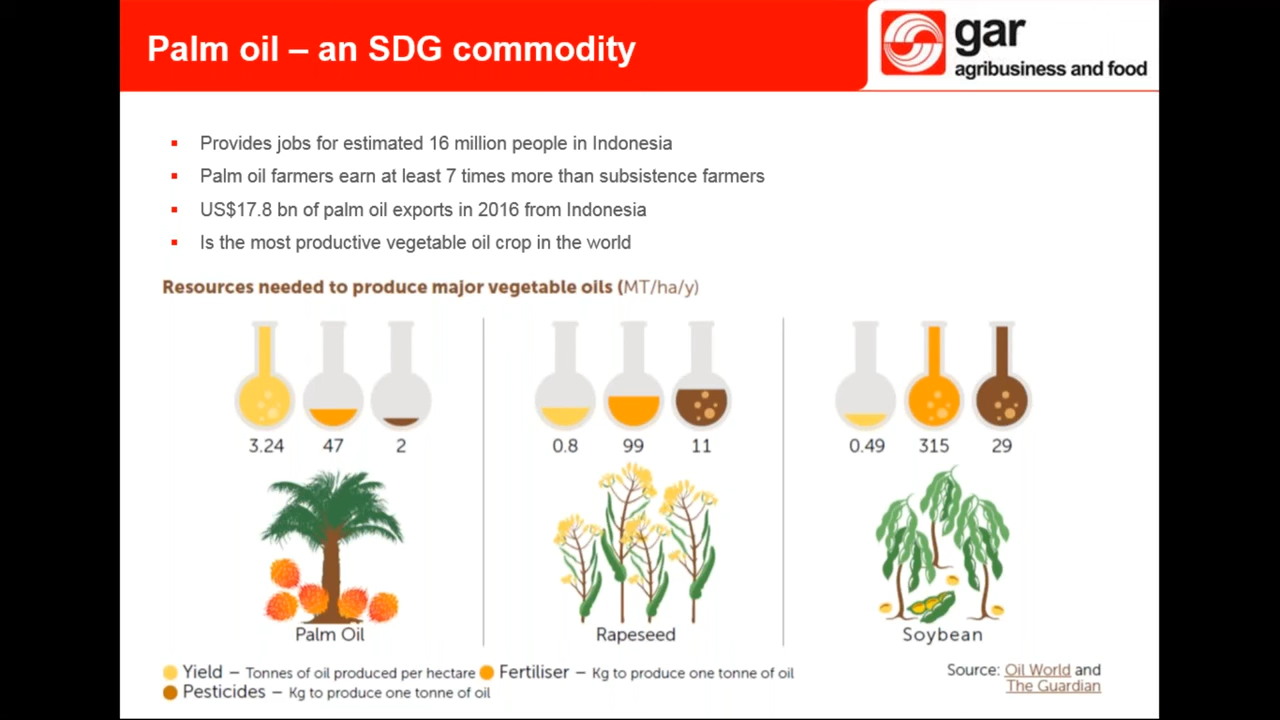 Palm oil – an SDG commodity
gar
agribusiness and food
Provides jobs for estimated 16 million people in Indonesia
Palm oil farmers earn at least 7 times more than subsistence farmers
US$17.8 bn of palm oil exports in 2016 from Indonesia
Is the most productive vegetable oil crop in the world
Resources needed to produce major vegetable oils (MT/ha/y)
3.24 47 2
0.8 99 11
0.49 315 29
Palm Oil
Rapeseed
Soybean
Yield – Tonnes of oil produced per hectare Fertiliser – Kg to produce one tonne of oil
Pesticides – Kg to produce one tonne of oil
Source: Oil World and
The Guardian